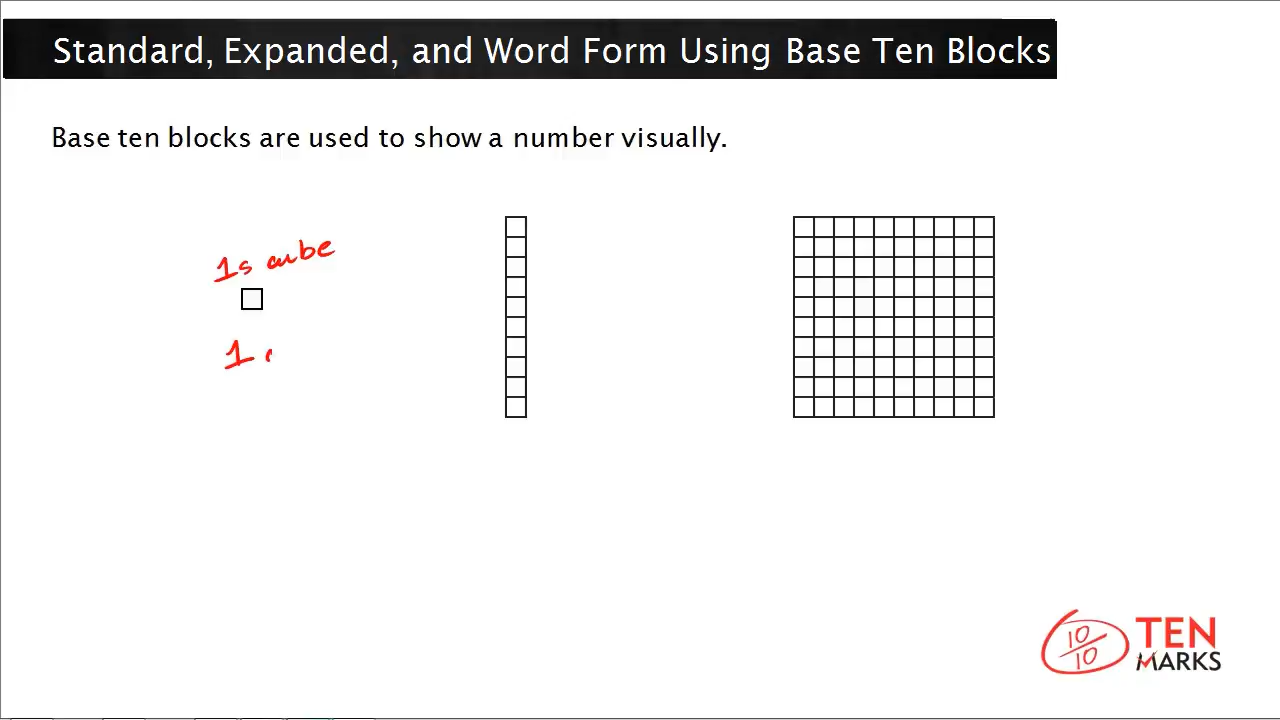 Standard, Expanded, and Word Form Using Base Ten Blocks
Base ten blocks are used to show a number visually.
1s cube
1
10
10
TEN
MARKS